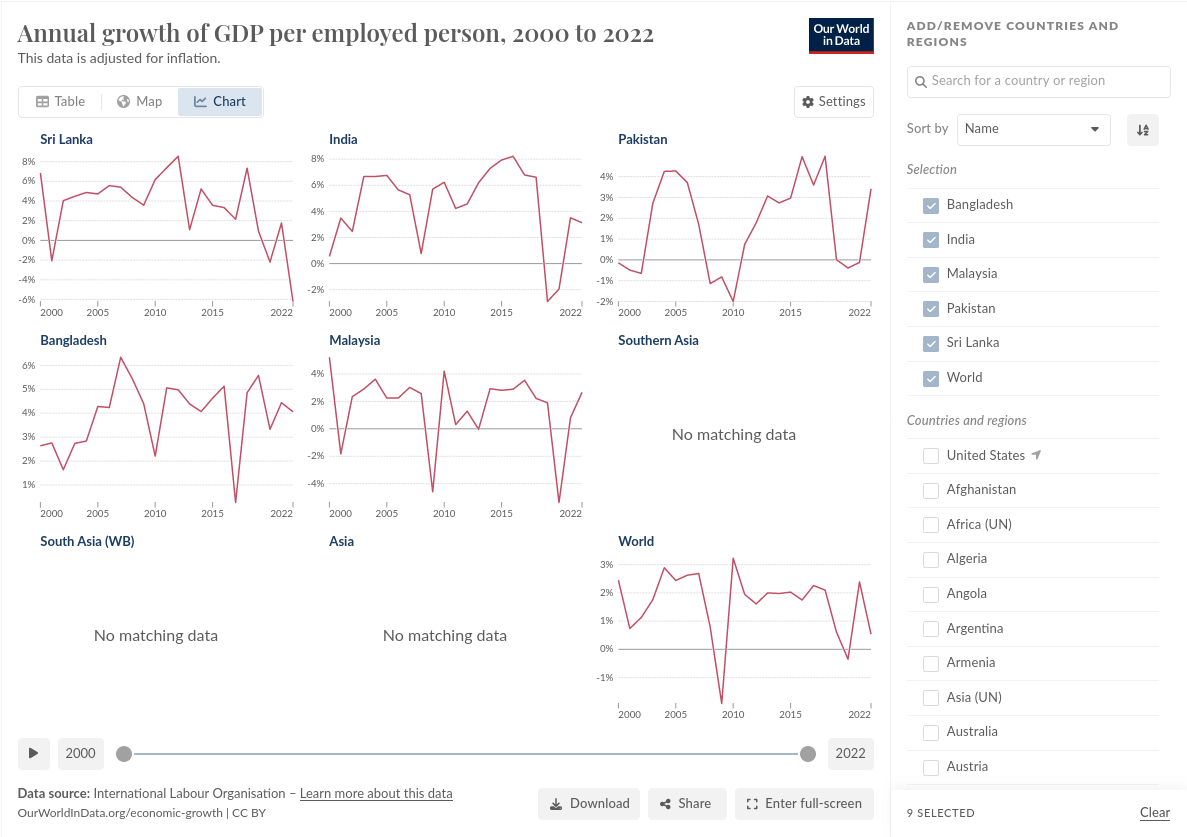 Annual growth of GDP per employed person, 2000 to 2022
This data is adjusted for inflation.
Our World
in Data
Table
Map
Chart
Settings
Sri Lanka
8%
6%
4%
2%
0%
-2%
-4%
-6%
2000 2005 2010 2015 2022
India
8%
6%
4%
2%
0%
-2%
2000 2005 2010 2015 2022
Pakistan
4%
3%
2%
1%
0%
-1%
-2%
2000 2005 2010 2015 2022
Bangladesh
6%
5%
4%
3%
2%
1%
2000 2005 2010 2015 2022
Malaysia
4%
2%
0%
-2%
-4%
2000 2005 2010 2015 2022
Southern Asia
No matching data
South Asia (WB)
No matching data
Asia
No matching data
World
3%
2%
1%
0%
-1%
2000 2005 2010 2015 2022
2000
2022
Data source: International Labour Organisation – Learn more about this data
OurWorldInData.org/economic-growth | CC BY
Download
Share
Enter full-screen
ADD/REMOVE COUNTRIES AND
REGIONS
Search for a country or region
Sort by Name
Selection
Bangladesh
India
Malaysia
Pakistan
Sri Lanka
World
Countries and regions
United States
Afghanistan
Africa (UN)
Algeria
Angola
Argentina
Armenia
Asia (UN)
Australia
Austria
9 SELECTED
Clear